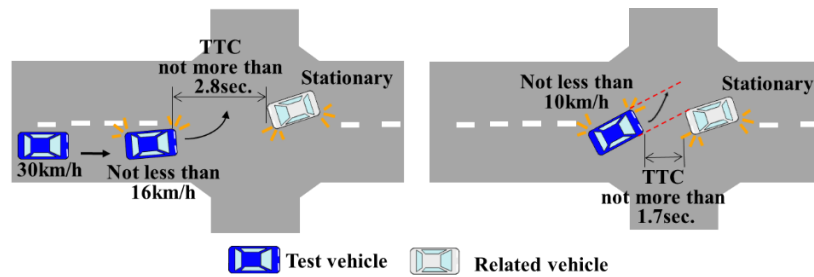 TTC
not more than
2.8sec.
Stationary
30km/h
Not less than
16km/h
Not less than
10km/h
Stationary
TTC
not more than
1.7sec.
Test vehicle
Related vehicle